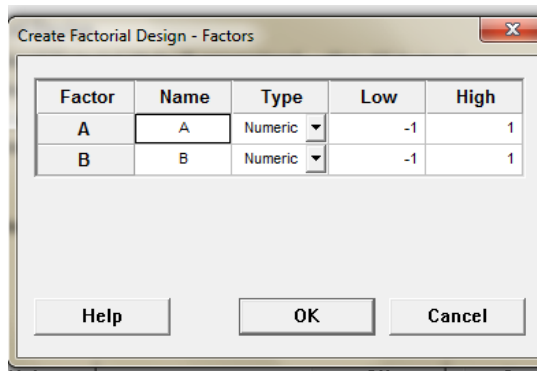 Create Factorial Design - Factors
x
Factor Name Type Low High
A A Numeric -1 1
B B Numeric -1 1
Help OK Cancel